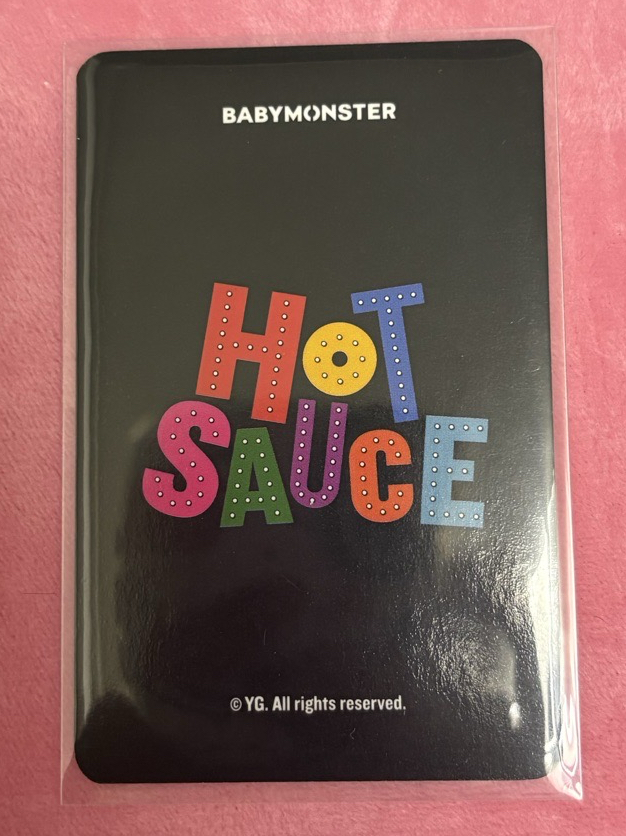 BABYMONSTER
HOT
SAUCE
© YG. All rights reserved.